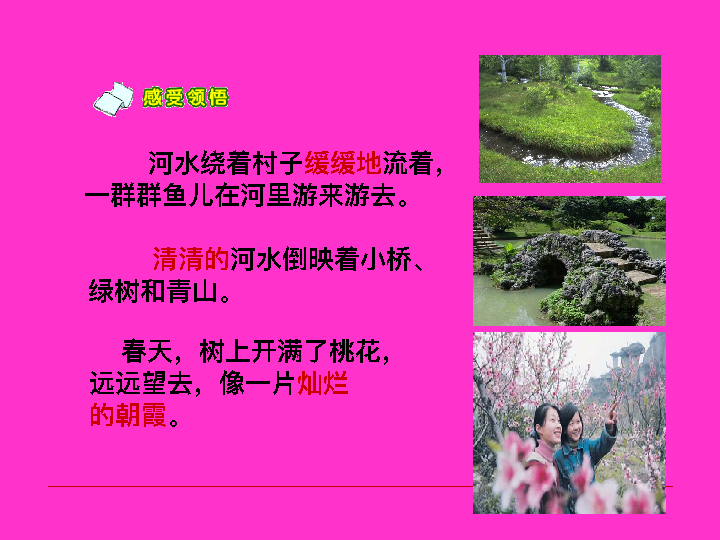 感受领悟
河水绕着村子缓缓地流着，
一群群鱼儿在河里游来游去。
清清的河水倒映着小桥、
绿树和青山。
春天，树上开满了桃花，
远远望去，像一片灿烂
的朝霞。